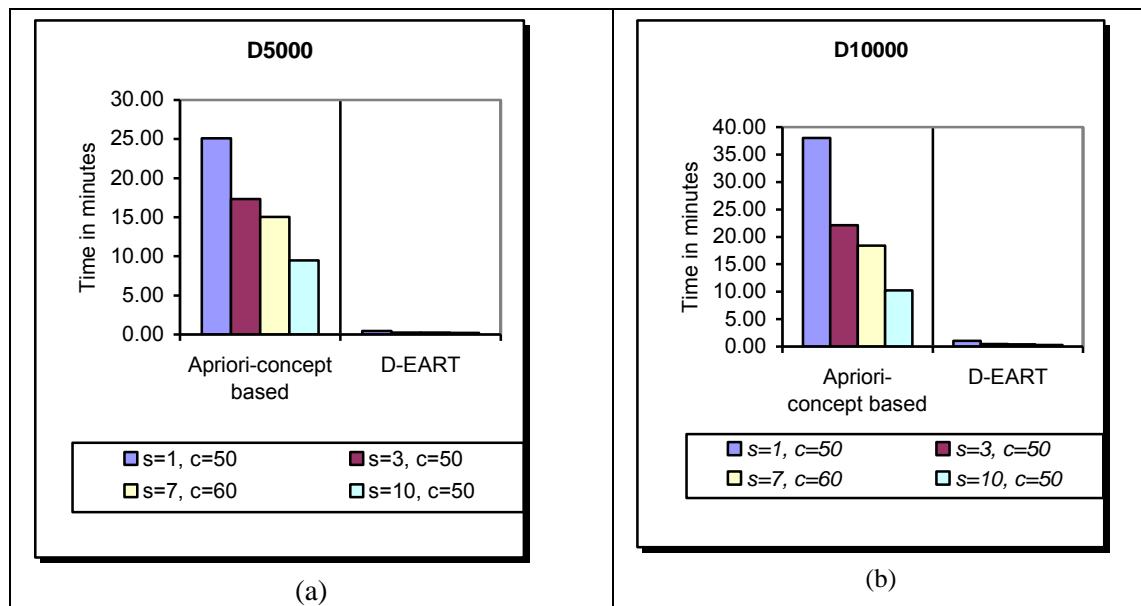 D5000
Time in minutes
30.00
25.00
20.00
15.00
10.00
5.00
0.00
Apriori-concept
based
D-EART
s=1, c=50
s=3, c=50
s=7, c=60
s=10, c=50
(a)
D10000
Time in minutes
40.00
35.00
30.00
25.00
20.00
15.00
10.00
5.00
0.00
Apriori-
concept based
D-EART
s=1, c=50
s=3, c=50
s=7, c=60
s=10, c=50
(b)